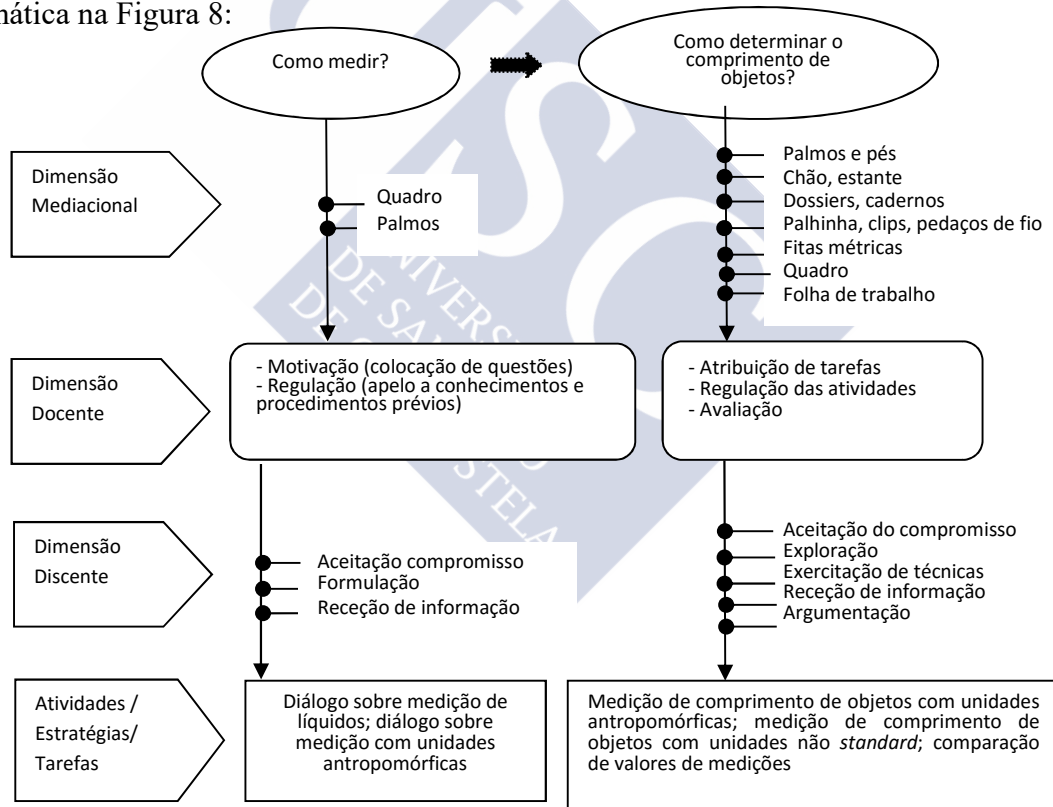 mática na Figura 8:
Como medir?
Como determinar o
comprimento de
objetos?
Dimensão
Mediacional
Quadro
Palmos
Palmos e pés
Chão, estante
Dossiers, cadernos
Palhinha, clips, pedaços de fio
Fitas métricas
Quadro
Folha de trabalho
Dimensão
Docente
- Motivação (colocação de questões)
- Regulação (apelo a conhecimentos e
procedimentos prévios)
- Atribuição de tarefas
- Regulação das atividades
- Avaliação
Dimensão
Discente
Aceitação compromisso
Formulação
Receção de informação
Aceitação do compromisso
Exploração
Exercitação de técnicas
Receção de informação
Argumentação
Atividades /
Estratégias/
Tarefas
Diálogo sobre medição de
líquidos; diálogo sobre
medição com unidades
antropomórficas
Medição de comprimento de objetos com unidades
antropomórficas; medição de comprimento de
objetos com unidades não standard; comparação
de valores de medições